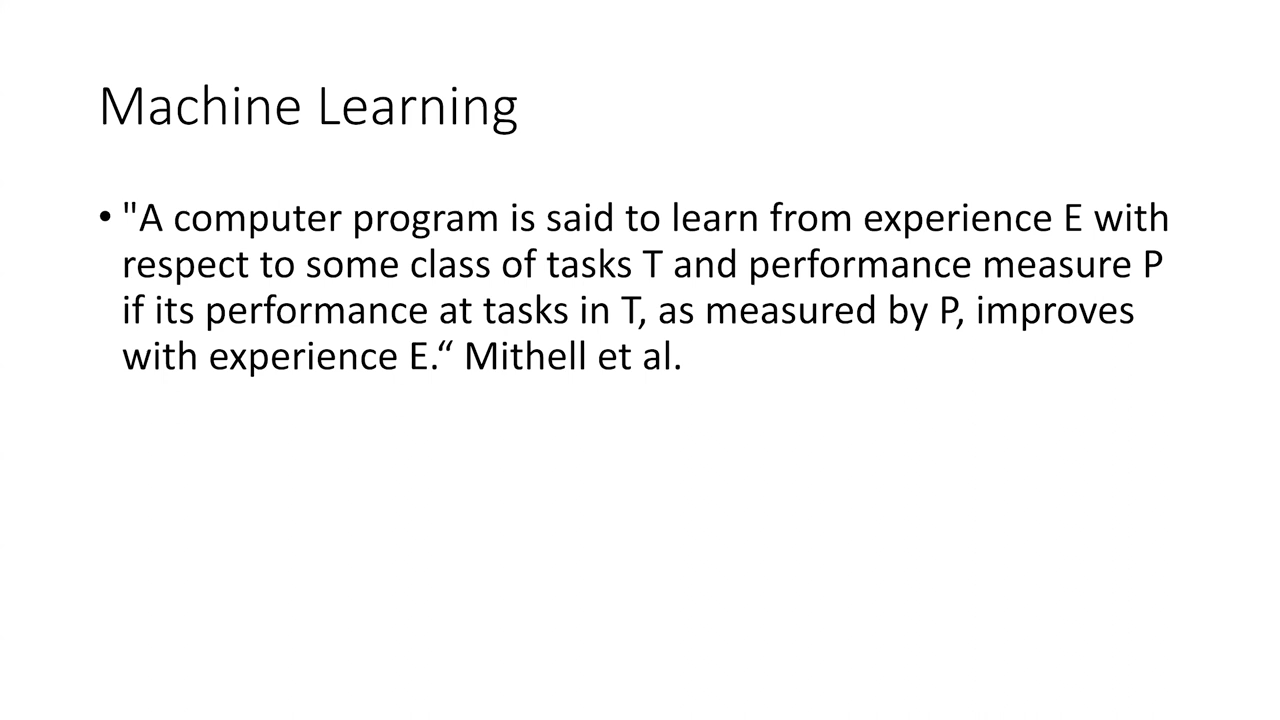 Machine Learning
• "A computer program is said to learn from experience E with
respect to some class of tasks T and performance measure P
if its performance at tasks in T, as measured by P, improves
with experience E.“ Mithell et al.